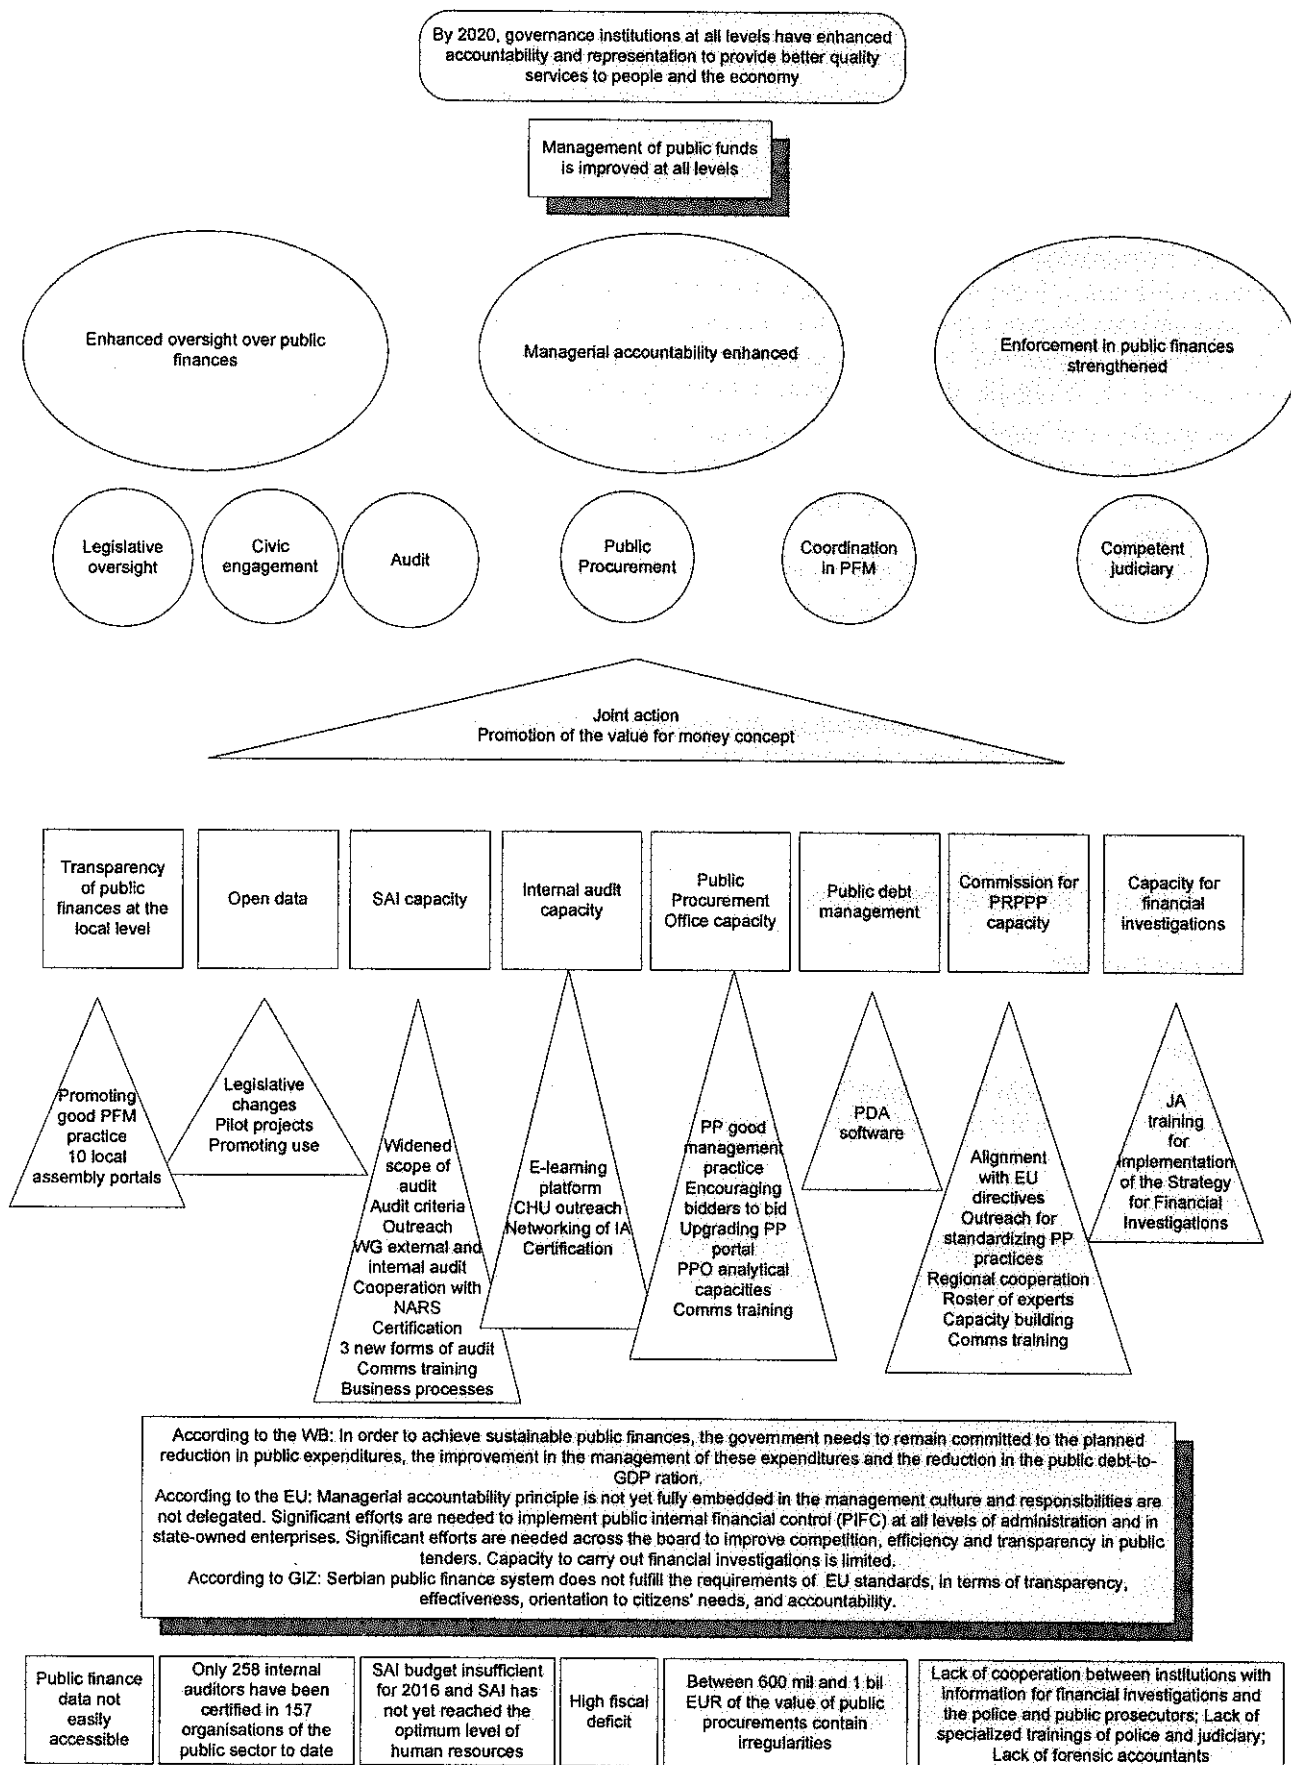 By 2020, governance institutions at all levels have enhanced
accountability and representation to provide better quality
services to people and the economy
Management of public funds
is improved at all levels
Enhanced oversight over public
finances
Managerial accountability enhanced
Enforcement in public finances
strengthened
Legislative
oversight
Civic
engagement
Audit
Public
Procurement
Coordination
in PFM
Competent
judiciary
Joint action
Promotion of the value for money concept
Transparency
of public
finances at the
local level
Open data
SAI capacity
Internal audit
capacity
Public
Procurement
Office capacity
Public debt
management
Commission for
PRPPP
capacity
Capacity for
financial
investigations
Promoting
good PFM
practice
10 local
assembly portals
Legislative
changes
Pilot projects
Promoting use
Widened
scope of
audit
Audit criteria
Outreach
WG external and
internal audit
Cooperation with
NARS
Certification
3 new forms of audit
Comms training
Business processes
E-learning
platform
CHU outreach
Networking of IA
Certification
PP good
management
practice
Encouraging
bidders to bid
Upgrading PP
portal
PPO analytical
capacities
Comms training
PDA
software
Alignment
with EU
directives
Outreach for
standardizing PP
practices
Regional cooperation
Roster of experts
Capacity building
Comms training
JA
training
for
implementation
of the Strategy
for Financial
Investigations
According to the WB: In order to achieve sustainable public finances, the government needs to remain committed to the planned
reduction in public expenditures, the improvement in the management of these expenditures and the reduction in the public debt-to-
GDP ration.
According to the EU: Managerial accountability principle is not yet fully embedded in the management culture and responsibilities are
not delegated. Significant efforts are needed to implement public internal financial control (PIFC) at all levels of administration and in
state-owned enterprises. Significant efforts are needed across the board to improve competition, efficiency and transparency in public
tenders. Capacity to carry out financial investigations is limited.
According to GIZ: Serbian public finance system does not fulfill the requirements of EU standards, in terms of transparency,
effectiveness, orientation to citizens' needs, and accountability.
Public finance
data not
easily
accessible
Only 258 internal
auditors have been
certified in 157
organisations of the
public sector to date
SAI budget insufficient
for 2016 and SAI has
not yet reached the
optimum level of
human resources
High fiscal
deficit
Between 600 mil and 1 bil
EUR of the value of public
procurements contain
irregularities
Lack of cooperation between institutions with
information for financial investigations and
the police and public prosecutors; Lack of
specialized trainings of police and judiciary;
Lack of forensic accountants